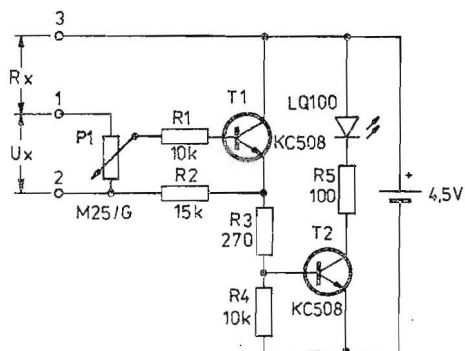 3
Rx
1
Ux
2
P1
M25/G
R1
10k
R2
15k
T1
KC508
R3
270
R4
10k
LQ100
R5
100
T2
KC508
+
4,5V